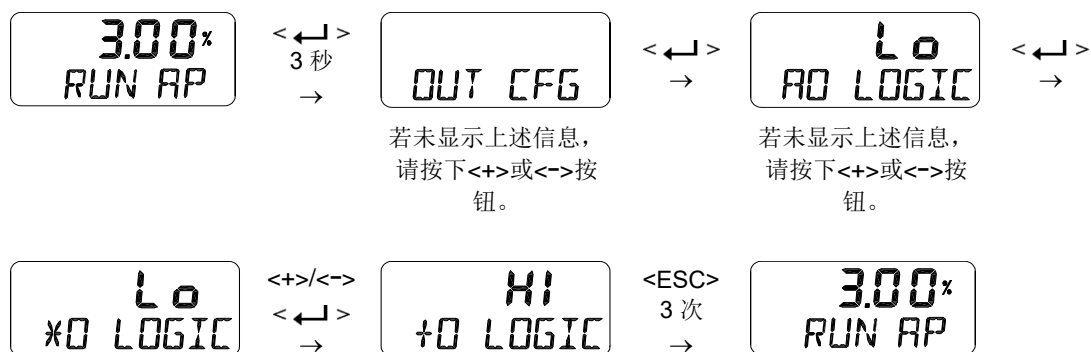 3.00%
RUN AP
< ↵ >
3 秒
→
OUT CFG
若未显示上述信息,
请按下<+>或<->按
钮。
< ↵ >
→
Lo
AO LOGIC
若未显示上述信息,
请按下<+>或<->按
钮。
< ↵ >
→
Lo
*O LOGIC
<+>/<->
< ↵ >
→
HI
+O LOGIC
<ESC>
3 次
→
3.00%
RUN AP